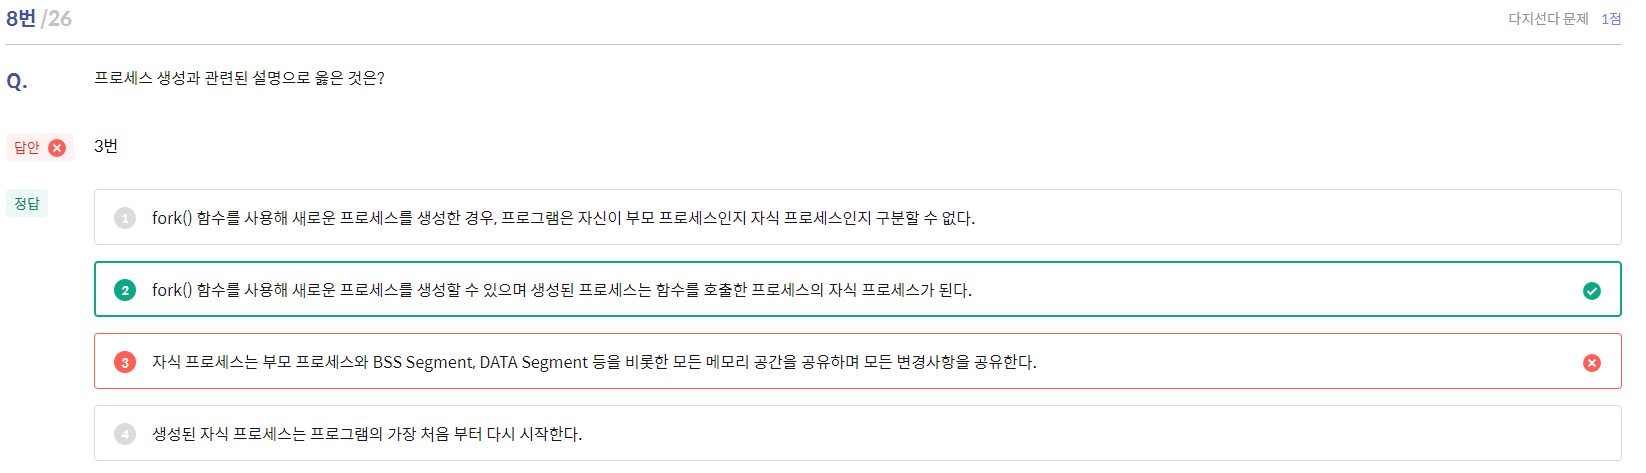 8번 /26
다지선다 문제 1점
Q. 프로세스 생성과 관련된 설명으로 옳은 것은?
답안 3번
정답
1 fork() 함수를 사용해 새로운 프로세스를 생성한 경우, 프로그램은 자신이 부모 프로세스인지 자식 프로세스인지 구분할 수 없다.
2 fork() 함수를 사용해 새로운 프로세스를 생성할 수 있으며 생성된 프로세스는 함수를 호출한 프로세스의 자식 프로세스가 된다.
3 자식 프로세스는 부모 프로세스와 BSS Segment, DATA Segment 등을 비롯한 모든 메모리 공간을 공유하며 모든 변경사항을 공유한다.
4 생성된 자식 프로세스는 프로그램의 가장 처음 부터 다시 시작한다.